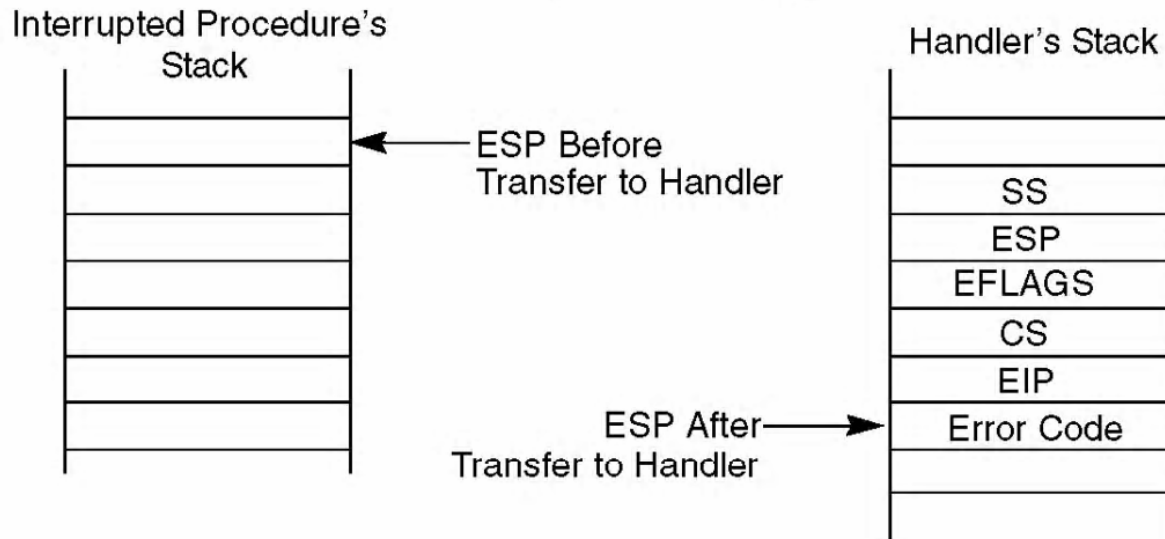 Interrupted Procedure's
Stack
Handler's Stack
ESP Before
Transfer to Handler
SS
ESP
EFLAGS
CS
EIP
ESP After
Transfer to Handler
Error Code